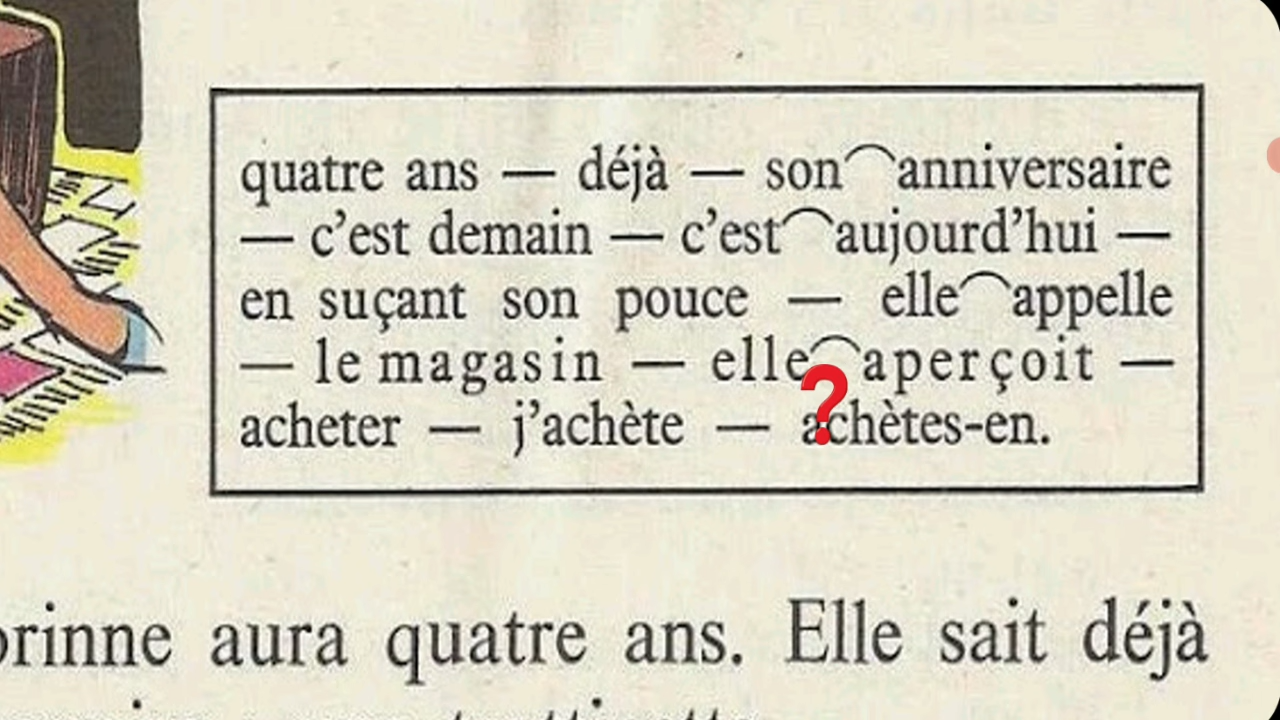 quatre ans — déjà — son‿anniversaire
— c'est demain — c'est‿aujourd'hui —
en suçant son pouce — elle‿appelle
— le magasin — elle‿aperçoit —
acheter — j'achète — achètes-en.
?
orinne aura quatre ans. Elle sait déjà